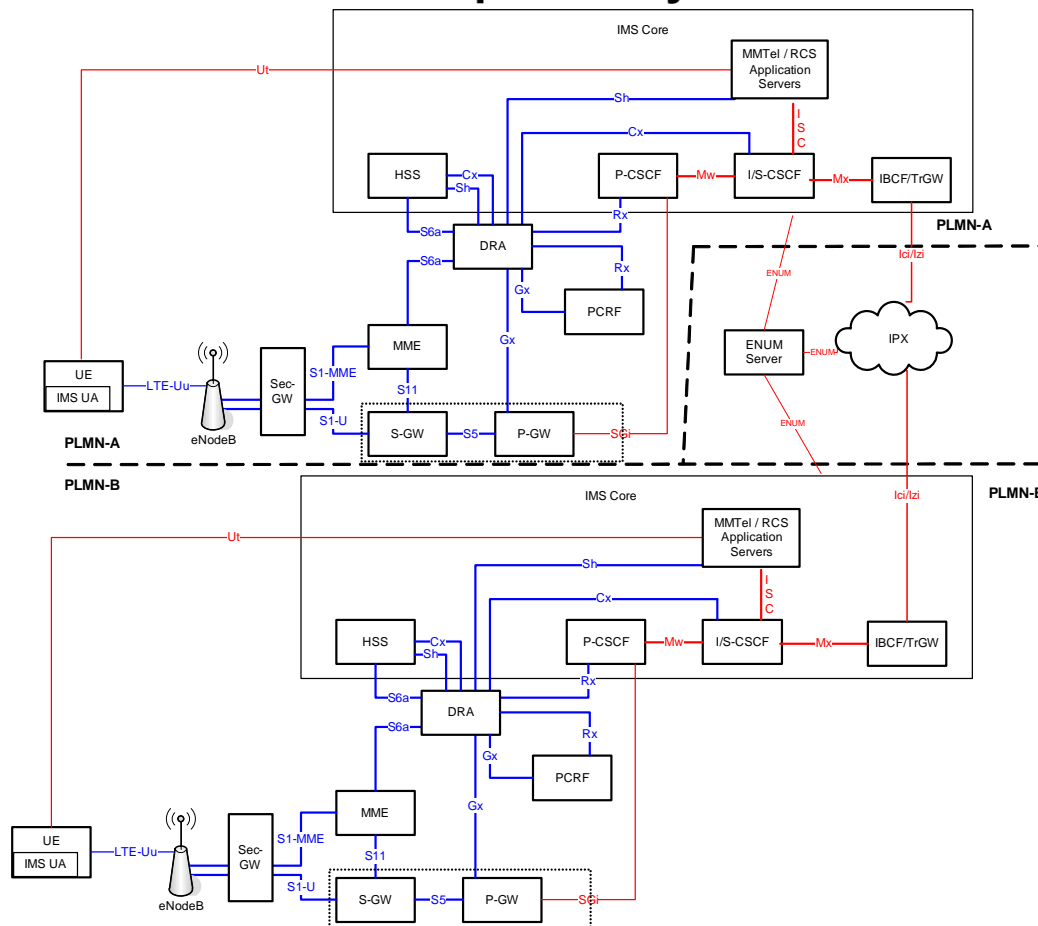 IMS Core
MMTel / RCS
Application
Servers
Ut
Sh
I
S
C
Cx
HSS
Cx
Sh
P-CSCF
Mw
I/S-CSCF
Mx
IBCF/TrGW
Rx
PLMN-A
S6a
DRA
S6a
Rx
Ici/Izi
Gx
ENUM
PCRF
Gx
MME
ENUM
Server
ENUM
IPX
UE
IMS UA
LTE-Uu
eNodeB
Sec-
GW
S1-MME
S11
S1-U
S-GW
S5
P-GW
SGi
ENUM
PLMN-A
PLMN-B
IMS Core
Ici/Izi
PLMN-B
MMTel / RCS
Application
Servers
Ut
Sh
I
S
C
Cx
HSS
Cx
Sh
P-CSCF
Mw
I/S-CSCF
Mx
IBCF/TrGW
Rx
S6a
DRA
S6a
Rx
Gx
PCRF
Gx
MME
UE
IMS UA
LTE-Uu
eNodeB
Sec-
GW
S1-MME
S11
S1-U
S-GW
S5
P-GW
SGi